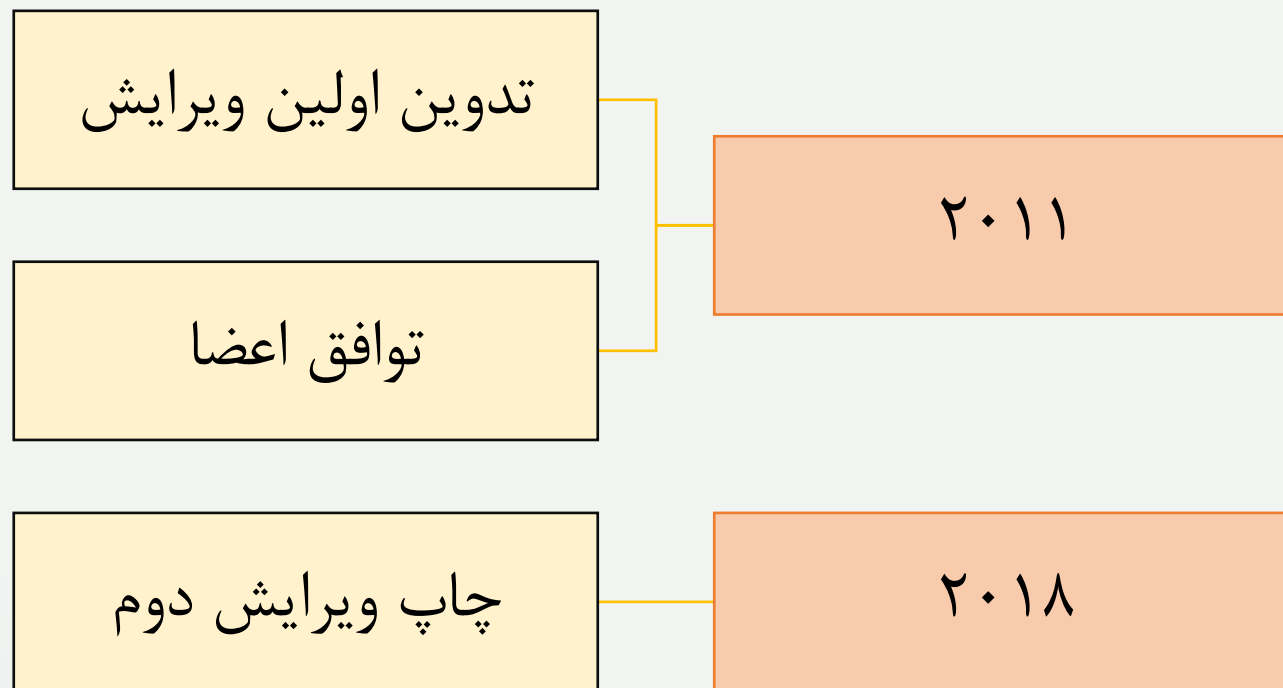 ۲۰۱۱
تدوین اولین ویرایش
توافق اعضا
۲۰۱۸
چاپ ویرایش دوم